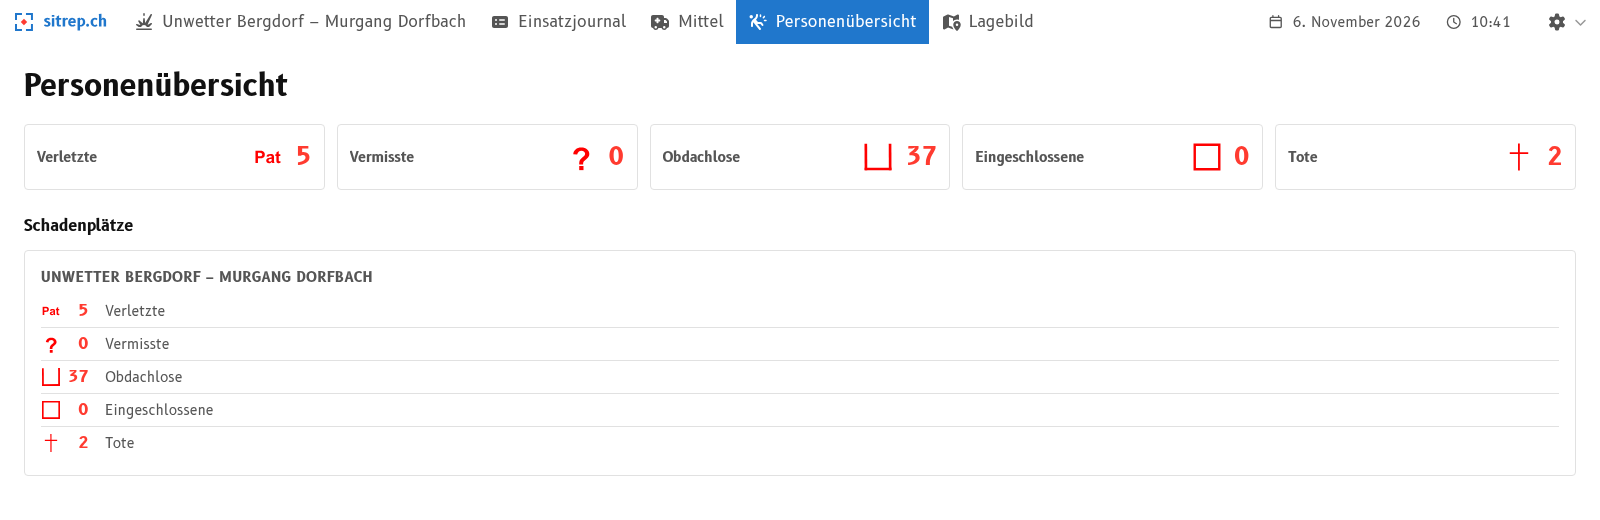 sitrep.ch Unwetter Bergdorf – Murgang Dorfbach Einsatzjournal Mittel Personenübersicht Lagebild 6. November 2026 10:41
Personenübersicht
Verletzte Pat 5 Vermisste ? 0 Obdachlose 37 Eingeschlossene 0 Tote 2
Schadenplätze
UNWETTER BERGDORF – MURGANG DORFBACH
Pat 5 Verletzte
? 0 Vermisste
37 Obdachlose
0 Eingeschlossene
2 Tote